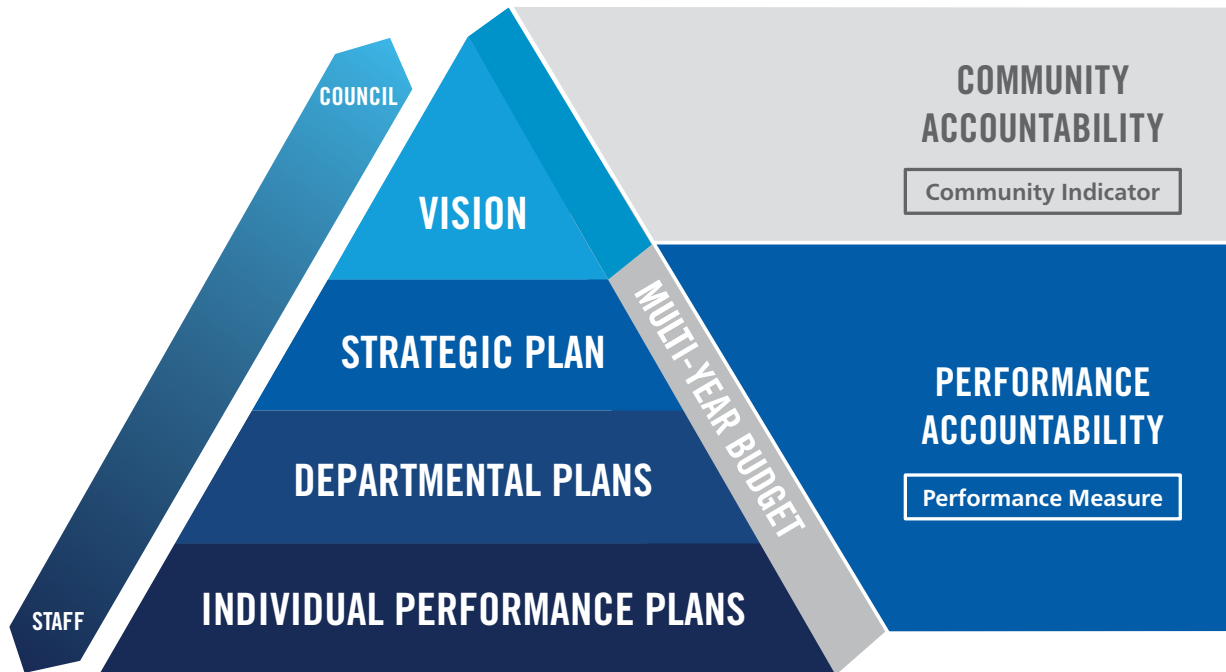 COUNCIL
STAFF
VISION
STRATEGIC PLAN
DEPARTMENTAL PLANS
INDIVIDUAL PERFORMANCE PLANS
MULTI-YEAR BUDGET
COMMUNITY
ACCOUNTABILITY
Community Indicator
PERFORMANCE
ACCOUNTABILITY
Performance Measure